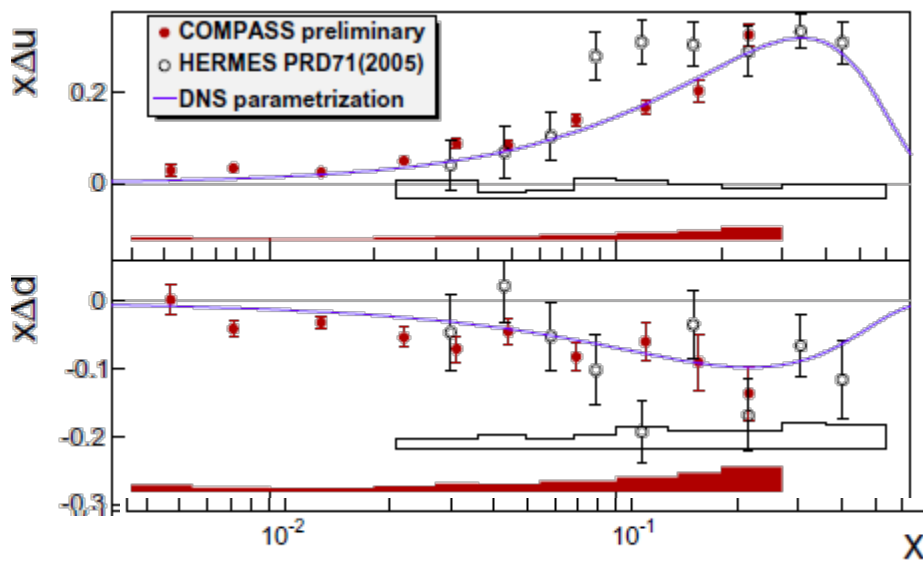 COMPASS preliminary
HERMES PRD71(2005)
DNS parametrization
xΔu
0.2
0
xΔd
0
-0.1
-0.2
-0.3
10⁻²
10⁻¹
x